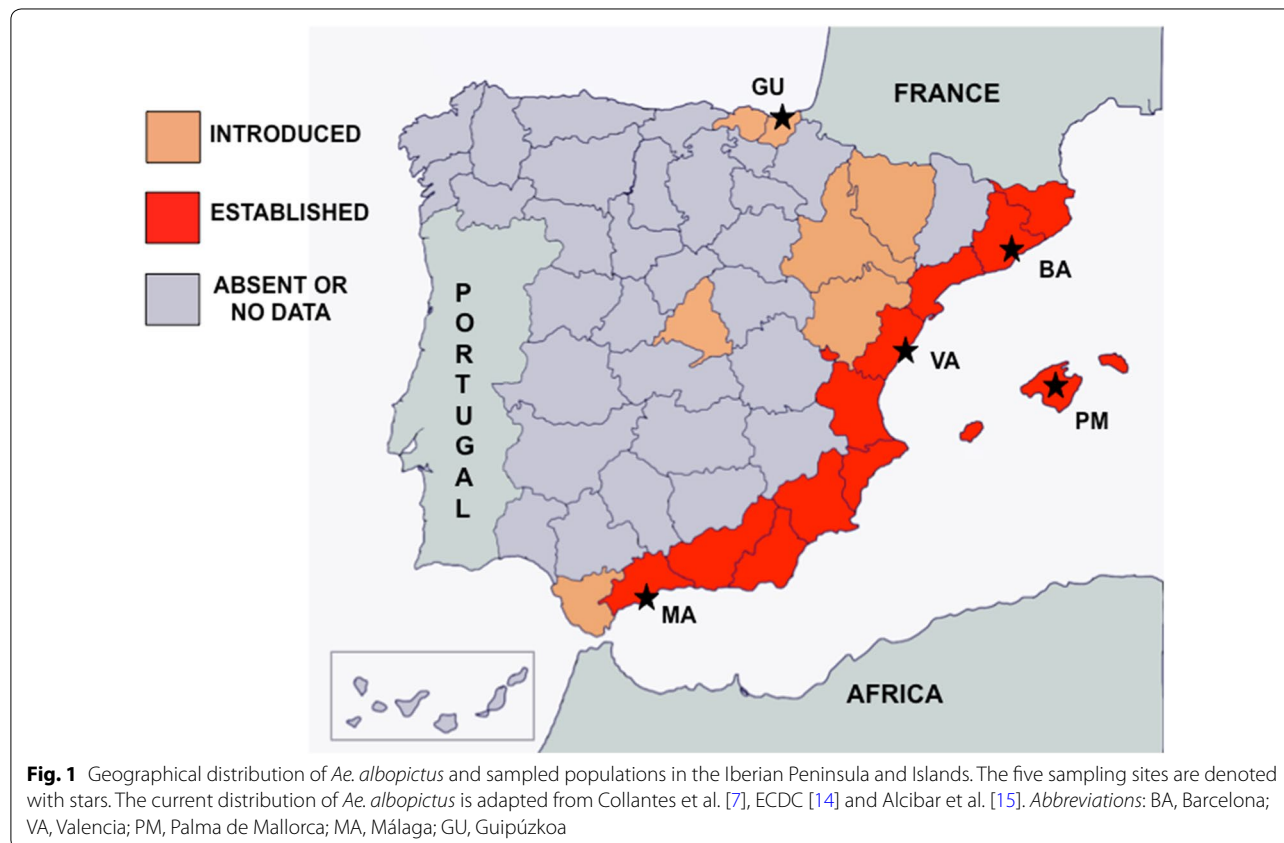 GU
FRANCE
INTRODUCED
ESTABLISHED
BA
ABSENT OR
NO DATA
PORTUGAL
VA
PM
MA
AFRICA
Fig. 1 Geographical distribution of Ae. albopictus and sampled populations in the Iberian Peninsula and Islands. The five sampling sites are denoted
with stars. The current distribution of Ae. albopictus is adapted from Collantes et al. [7], ECDC [14] and Alcibar et al. [15]. Abbreviations: BA, Barcelona;
VA, Valencia; PM, Palma de Mallorca; MA, Málaga; GU, Guipúzkoa